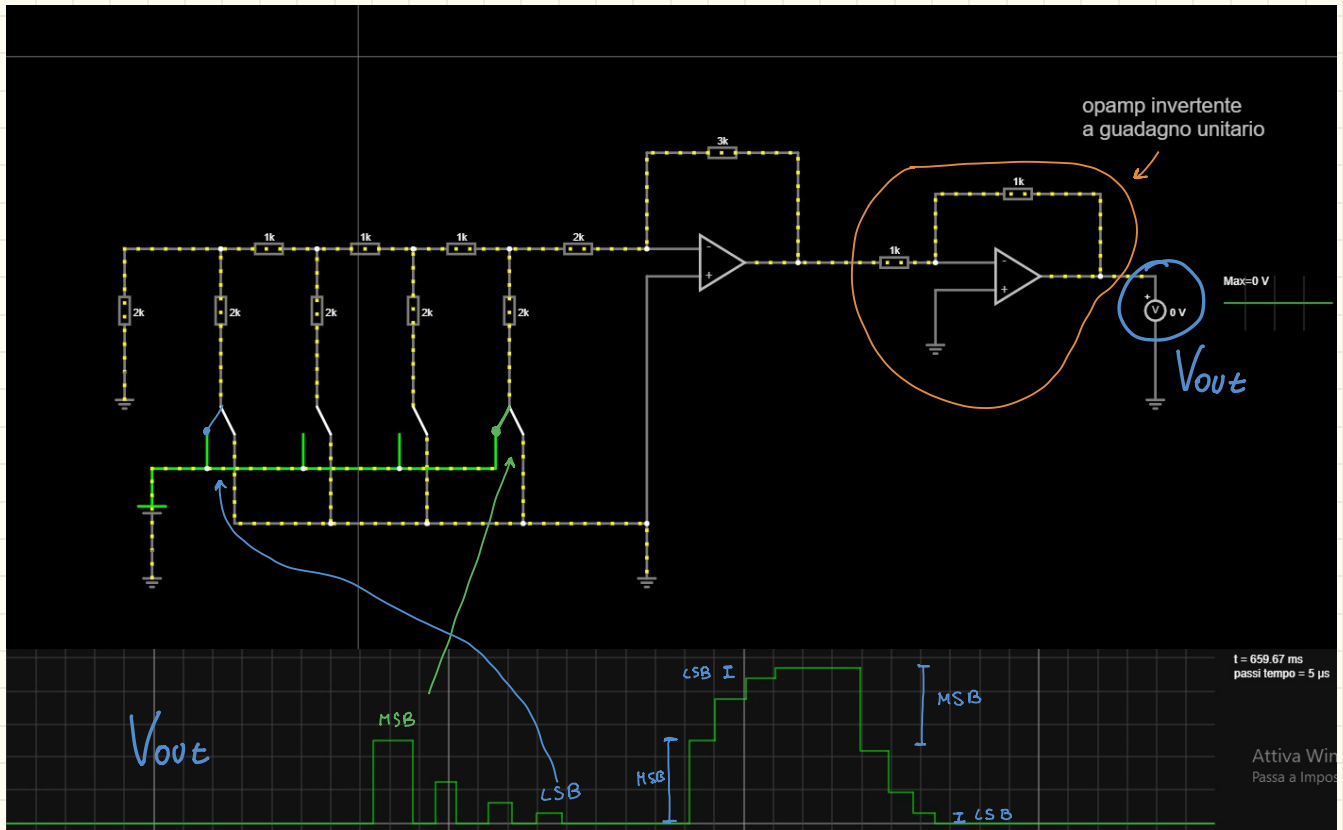 opamp invertente
a guadagno unitario
3k
1k
1k
1k
1k
2k
1k
Max=0 V
2k
2k
2k
2k
2k
0 V
V
Vout
t = 659.67 ms
passi tempo = 5 µs
LSB
MSB
MSB
Vout
MSB
LSB
LSB
Attiva Win
Passa a Impos